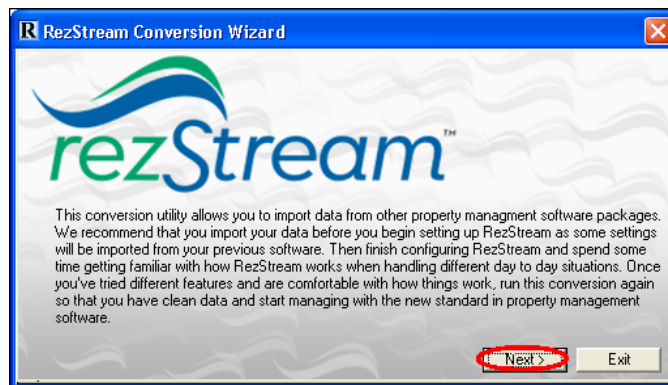 R RezStream Conversion Wizard
rezStream™
This conversion utility allows you to import data from other property managment software packages.
We recommend that you import your data before you begin setting up RezStream as some settings
will be imported from your previous software. Then finish configuring RezStream and spend some
time getting familiar with how RezStream works when handling different day to day situations. Once
you've tried different features and are comfortable with how things work, run this conversion again
so that you have clean data and start managing with the new standard in property management
software.
Next > Exit